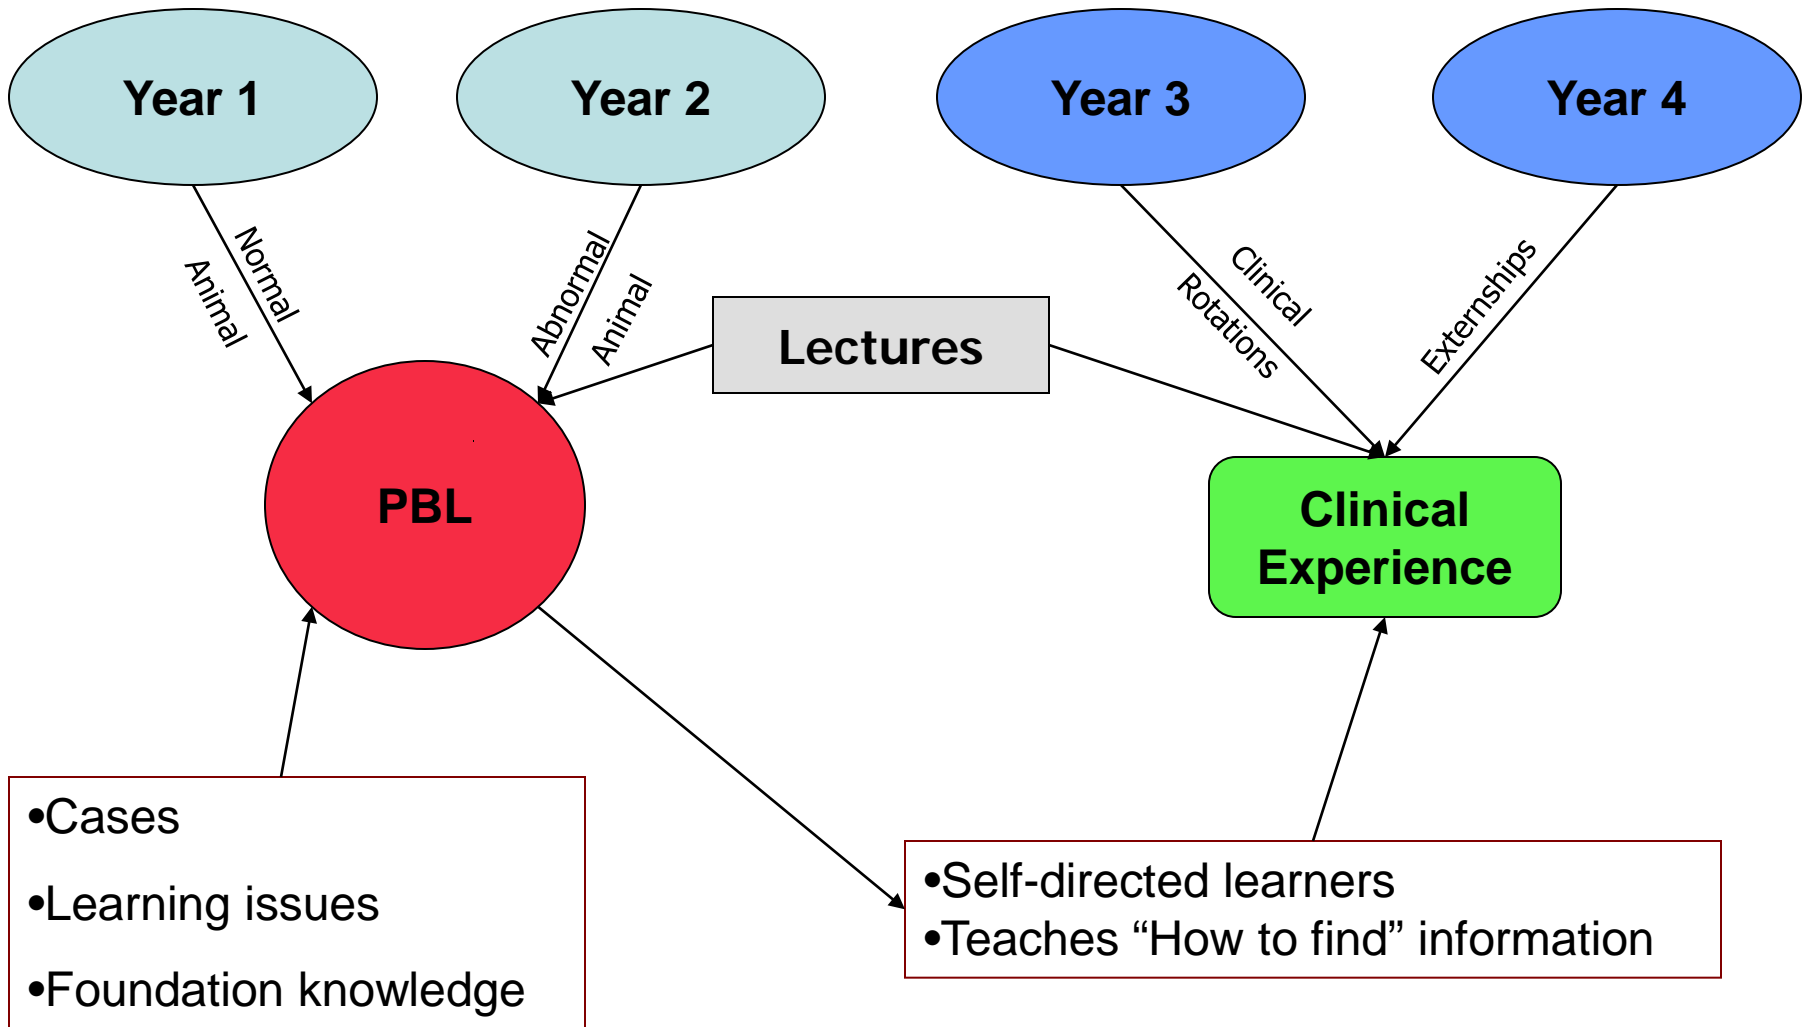 Year 1
Year 2
Year 3
Year 4
Normal
Animal
Abnormal
Animal
Clinical
Rotations
Externships
Lectures
PBL
Clinical
Experience
•Cases
•Learning issues
•Foundation knowledge
•Self-directed learners
•Teaches “How to find” information